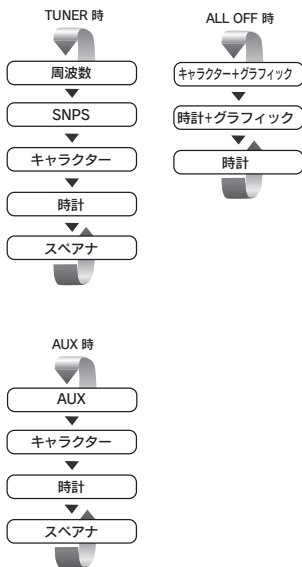 TUNER 時
周波数
SNPS
キャラクター
時計
スペアナ
ALL OFF 時
キャラクター+グラフィック
時計+グラフィック
時計
AUX 時
AUX
キャラクター
時計
スペアナ